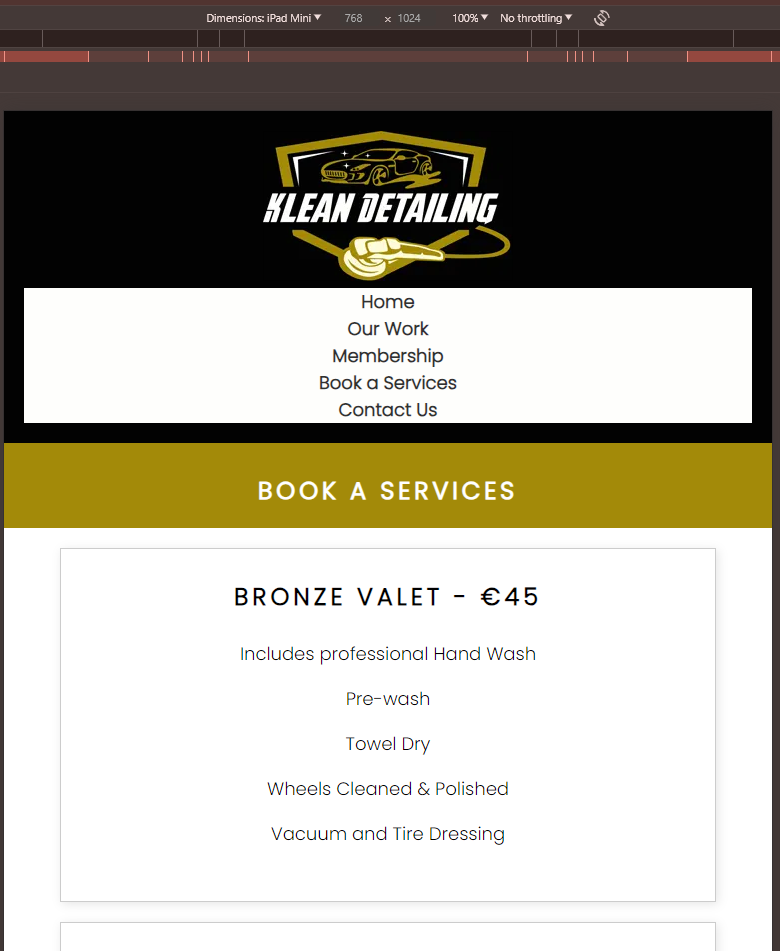 Dimensions: iPad Mini 768 × 1024 100% No throttling
KLEAN DETAILING
Home
Our Work
Membership
Book a Services
Contact Us
BOOK A SERVICES
BRONZE VALET - €45
Includes professional Hand Wash
Pre-wash
Towel Dry
Wheels Cleaned & Polished
Vacuum and Tire Dressing